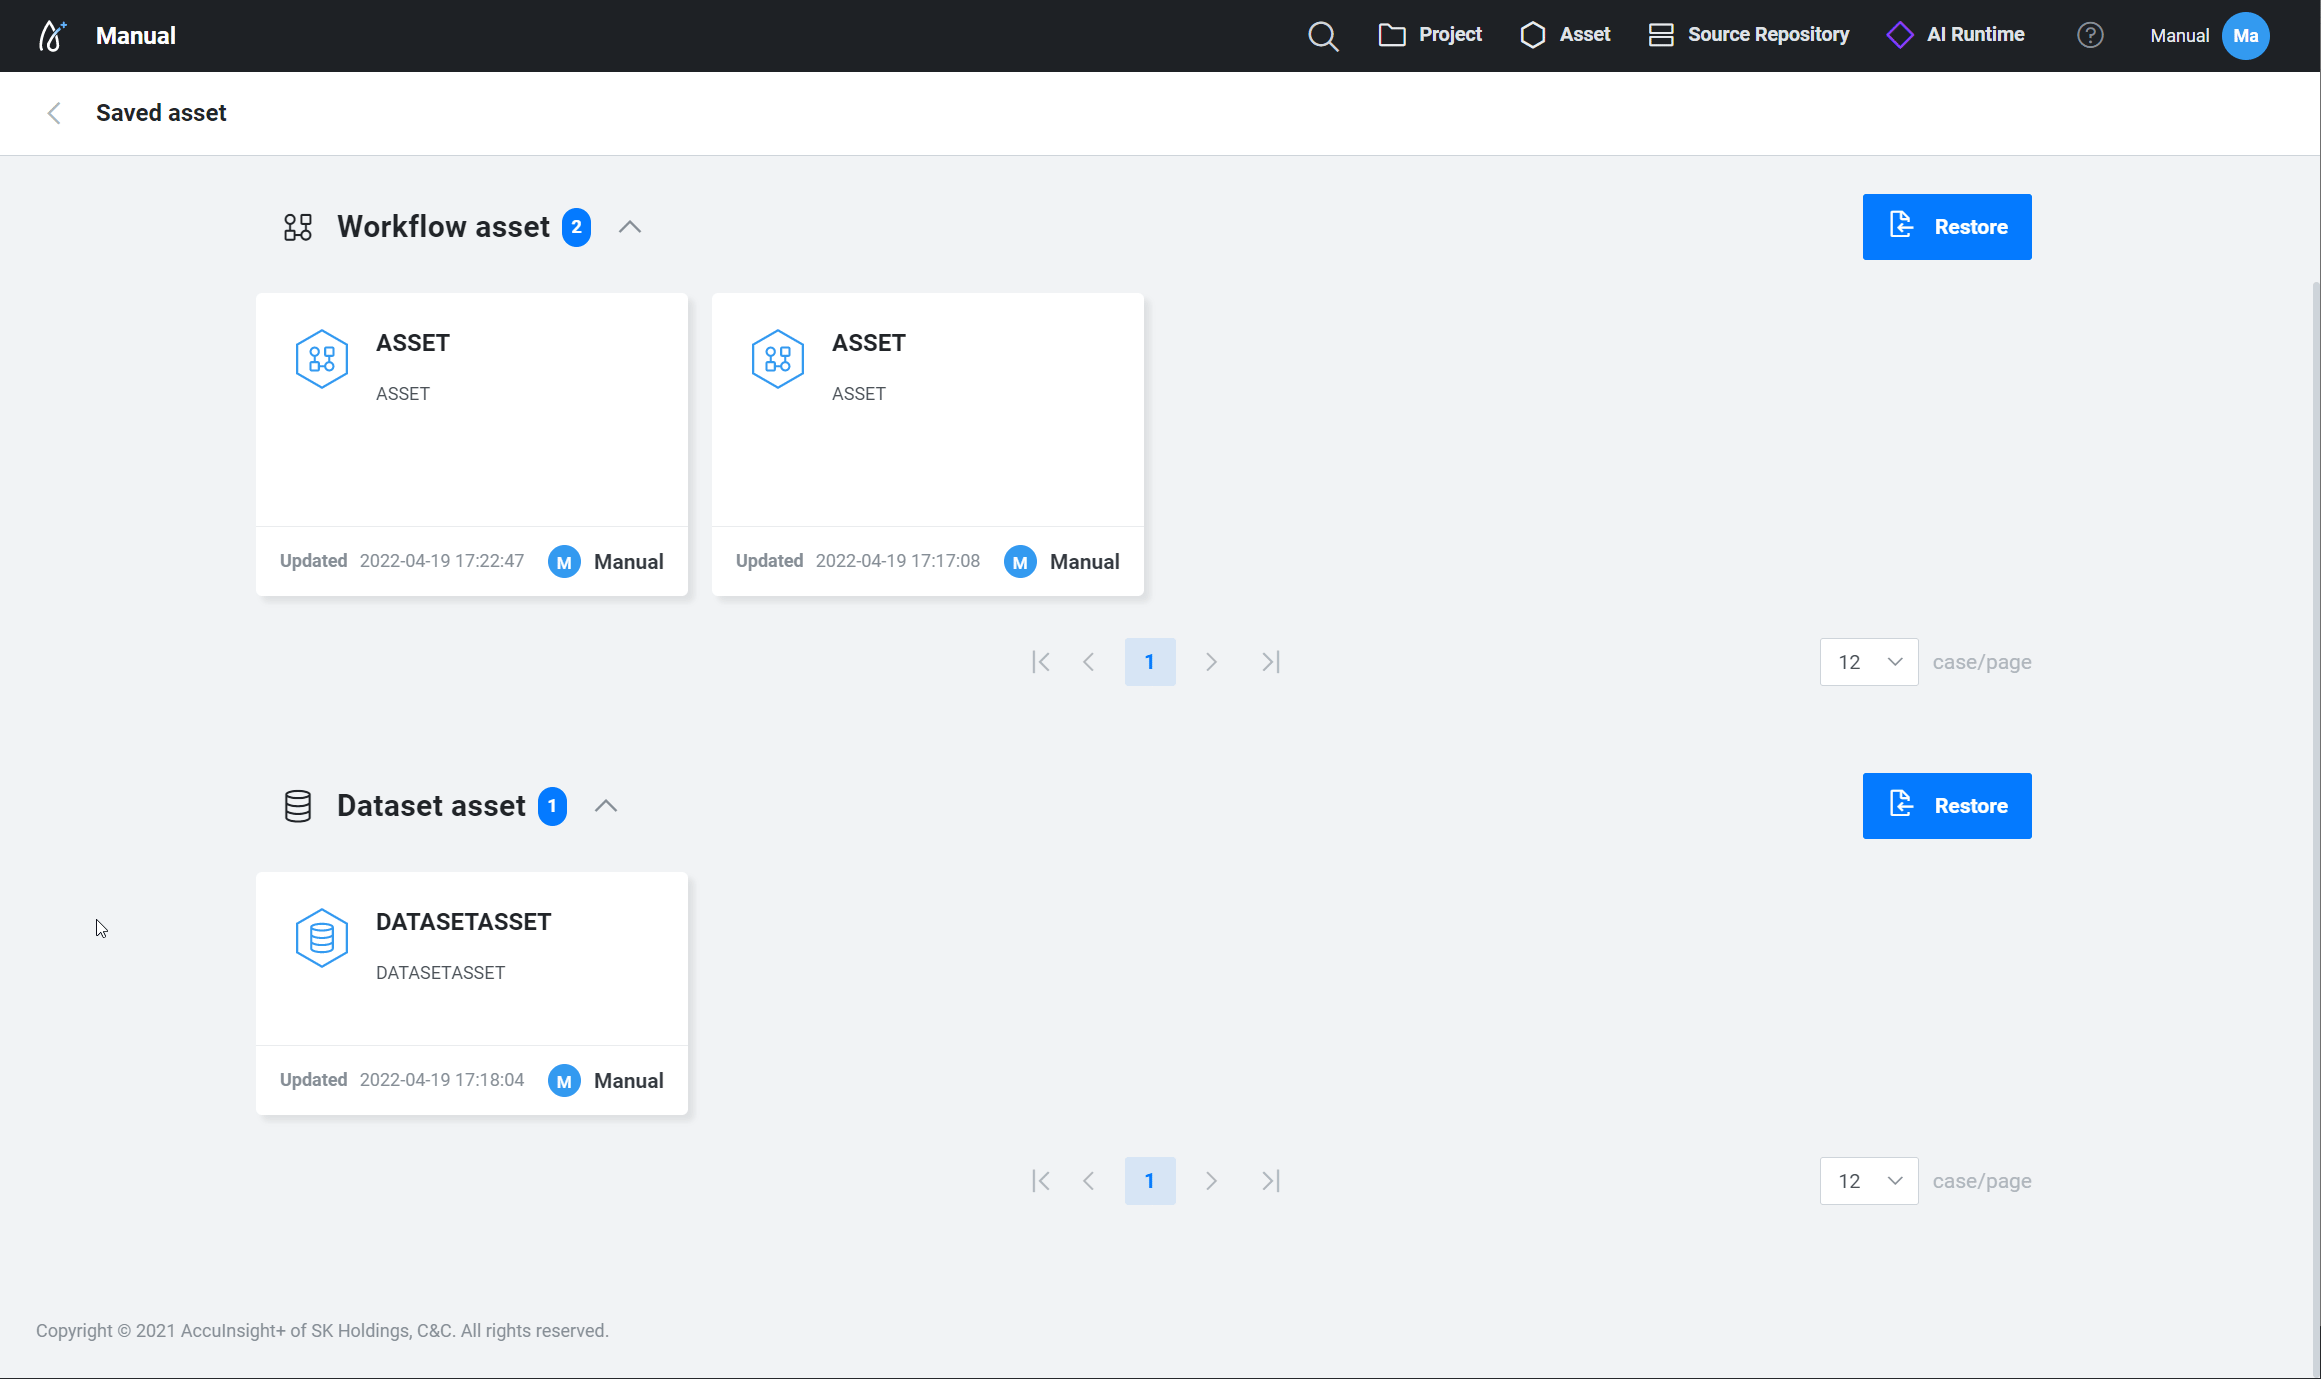 Manual
Project
Asset
Source Repository
AI Runtime
?
Manual
Ma
Saved asset
Workflow asset 2
Restore
ASSET
ASSET
Updated 2022-04-19 17:22:47 M Manual
ASSET
ASSET
Updated 2022-04-19 17:17:08 M Manual
1
12
case/page
Dataset asset 1
Restore
DATASETASSET
DATASETASSET
Updated 2022-04-19 17:18:04 M Manual
1
12
case/page
Copyright © 2021 AccuInsight+ of SK Holdings, C&C. All rights reserved.